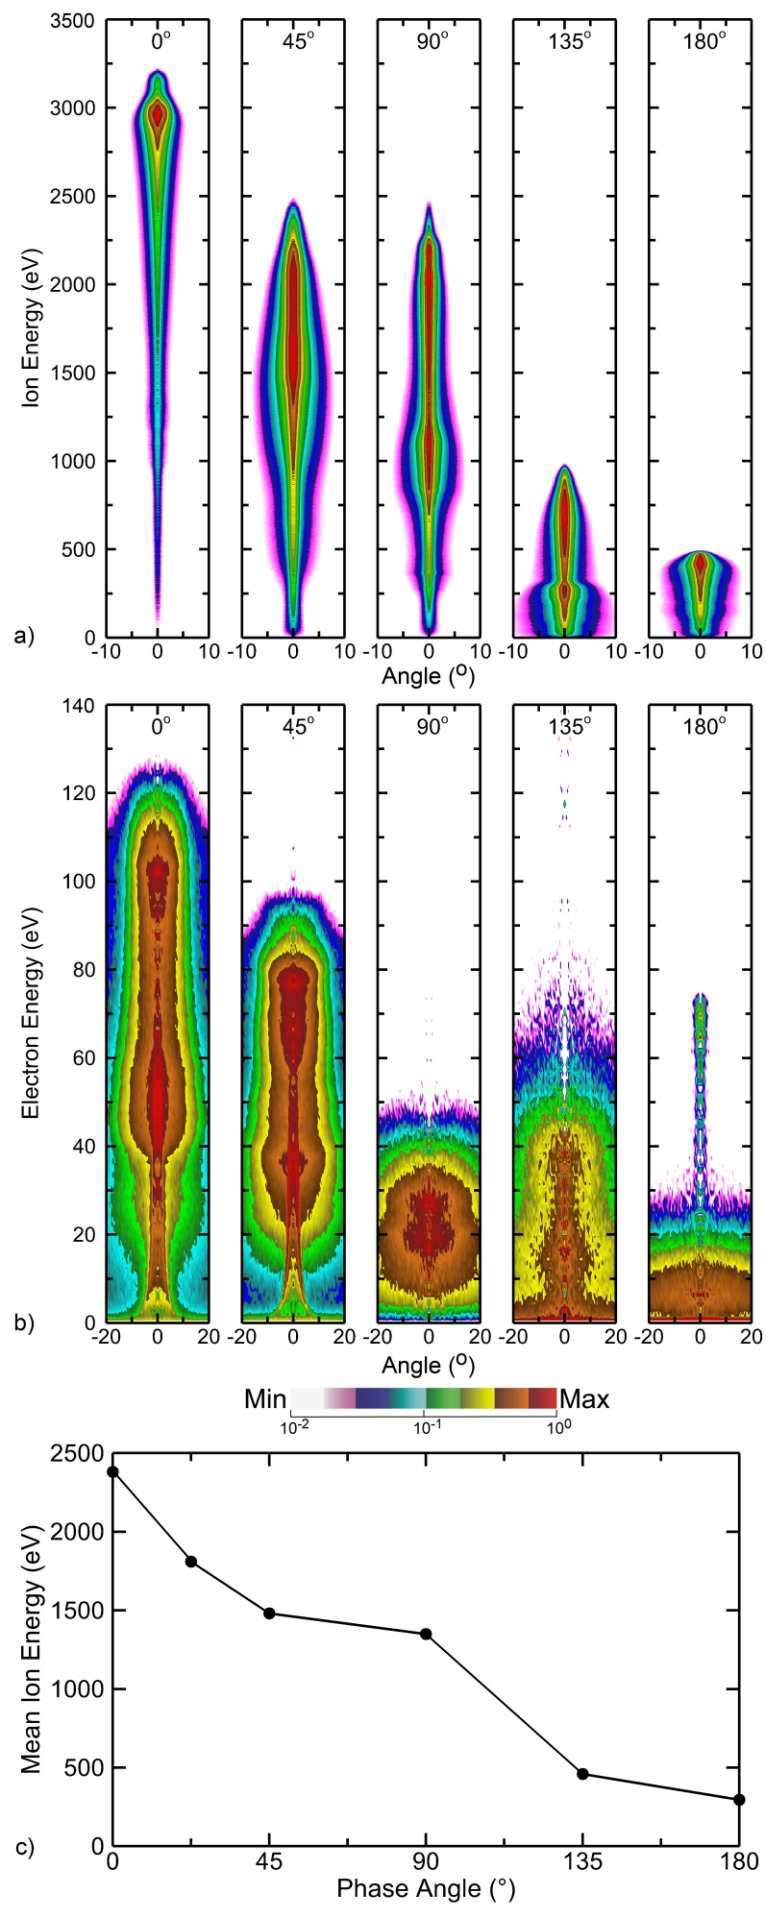 3500
3000
2500
2000
1500
1000
500
0
Ion Energy (eV)
0° 45° 90° 135° 180°
a)
-10 0 10 -10 0 10 -10 0 10 -10 0 10 -10 0 10
Angle (°)
140
120
100
80
60
40
20
0
Electron Energy (eV)
0° 45° 90° 135° 180°
b)
-20 0 20 -20 0 20 -20 0 20 -20 0 20 -20 0 20
Angle (°)
Min Max
10-2 10-1 100
2500
2000
1500
1000
500
0
Mean Ion Energy (eV)
c)
0 45 90 135 180
Phase Angle (°)